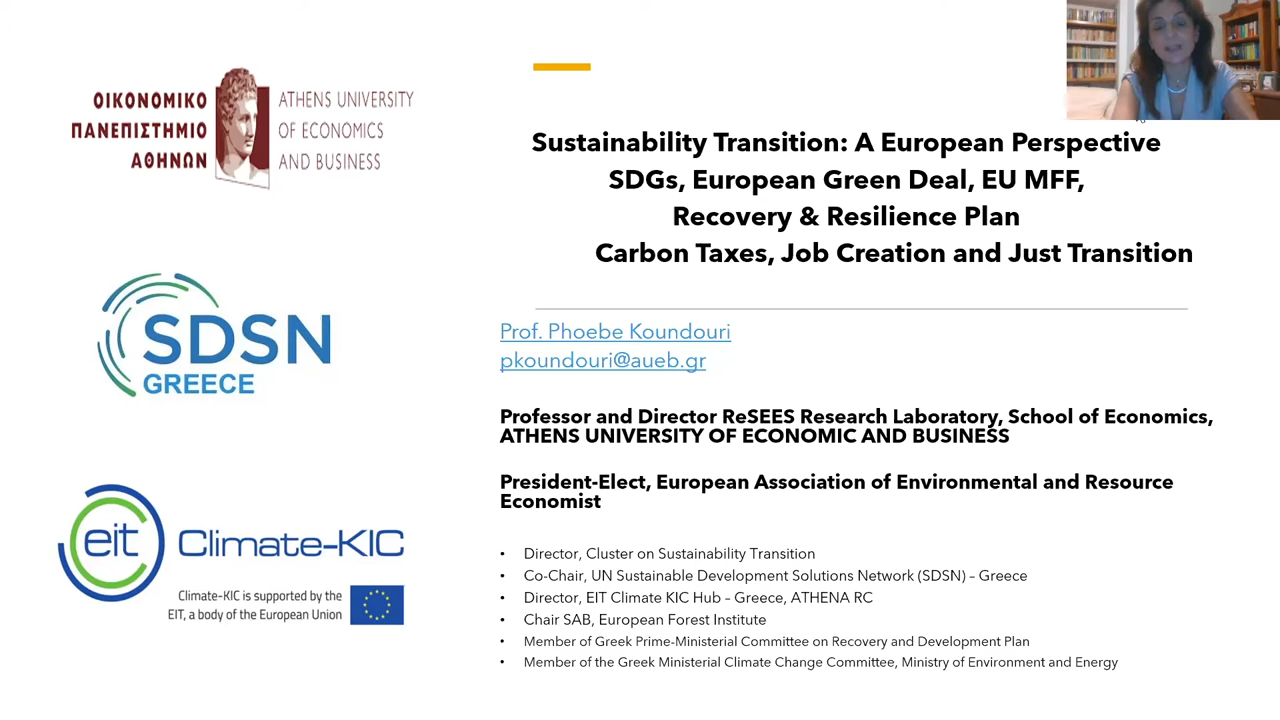 ΟΙΚΟΝΟΜΙΚΟ
ΠΑΝΕΠΙΣΤΗΜΙΟ
ΑΘΗΝΩΝ
ATHENS UNIVERSITY
OF ECONOMICS
AND BUSINESS
SDSN
GREECE
eit Climate-KIC
Climate-KIC is supported by the
EIT, a body of the European Union
Sustainability Transition: A European Perspective
SDGs, European Green Deal, EU MFF,
Recovery & Resilience Plan
Carbon Taxes, Job Creation and Just Transition
Prof. Phoebe Koundouri
pkoundouri@aueb.gr
Professor and Director ReSEES Research Laboratory, School of Economics,
ATHENS UNIVERSITY OF ECONOMIC AND BUSINESS
President-Elect, European Association of Environmental and Resource
Economist
• Director, Cluster on Sustainability Transition
• Co-Chair, UN Sustainable Development Solutions Network (SDSN) – Greece
• Director, EIT Climate KIC Hub – Greece, ATHENA RC
• Chair SAB, European Forest Institute
• Member of Greek Prime-Ministerial Committee on Recovery and Development Plan
• Member of the Greek Ministerial Climate Change Committee, Ministry of Environment and Energy